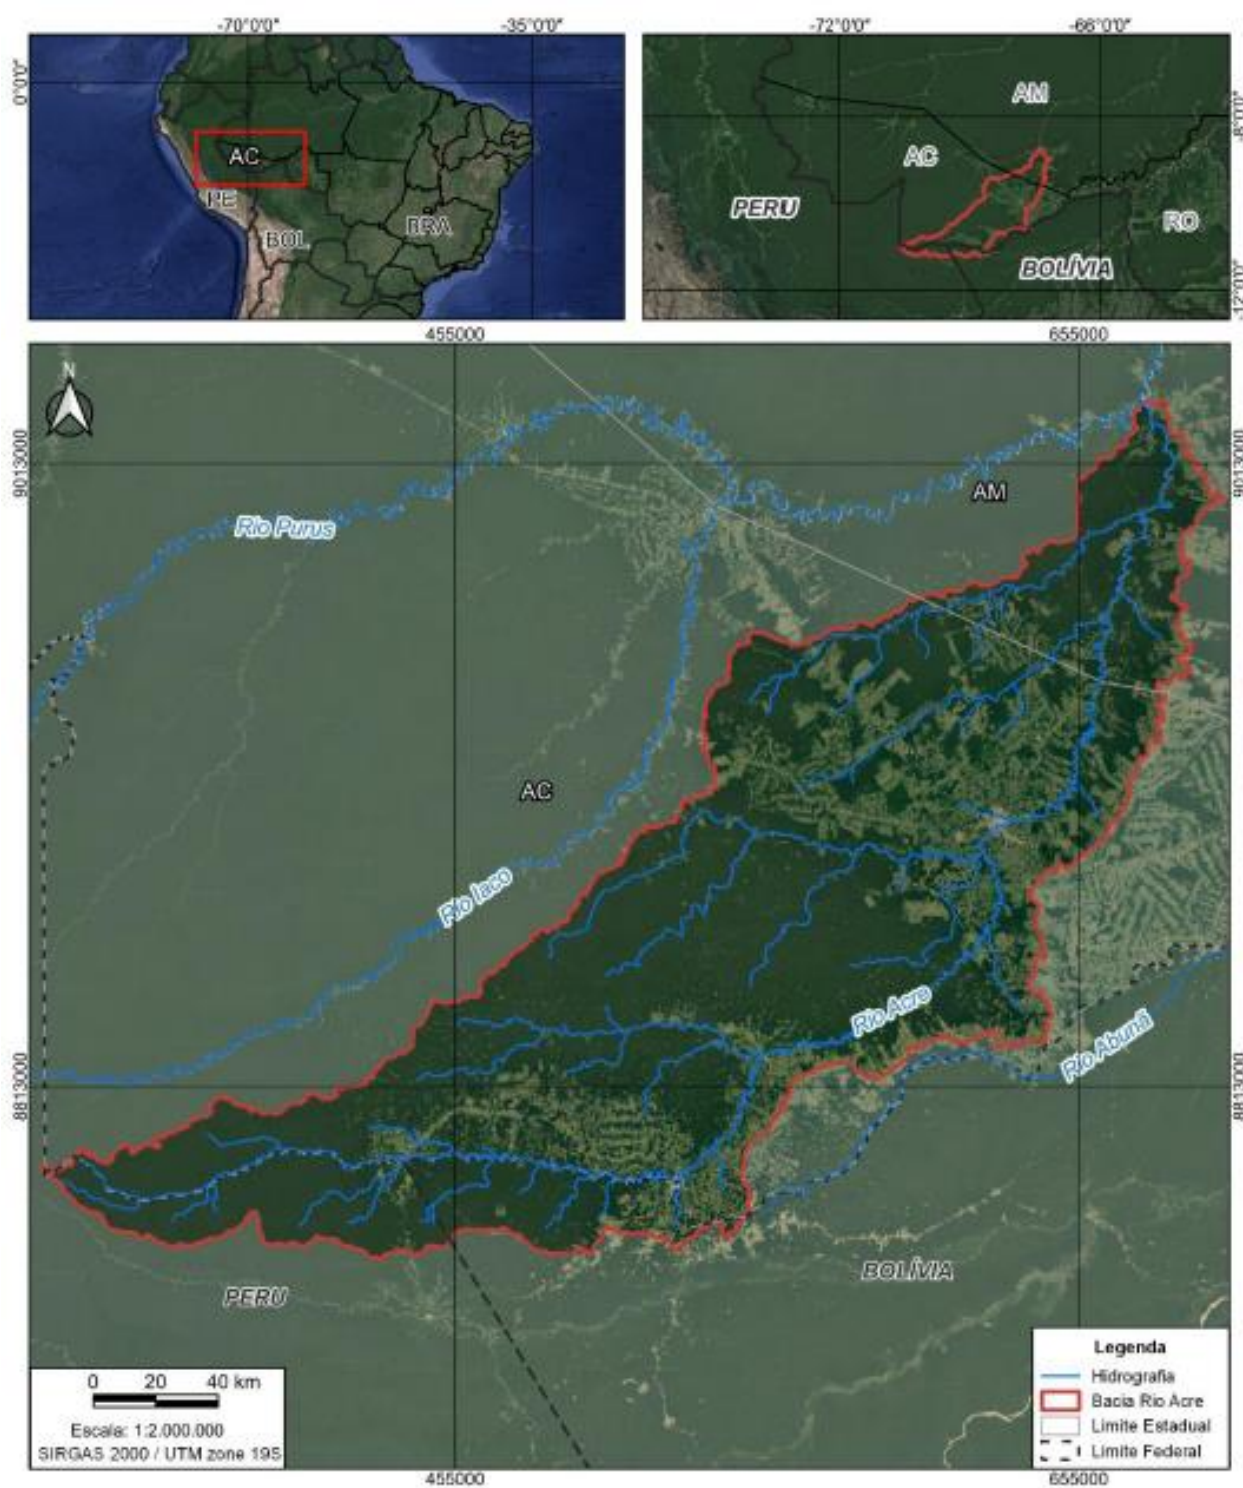 -70°0'0"
-35°0'0"
0°0'0"
AC
PE
BOL
BRA
-72°0'0"
-66°0'0"
AM
AC
PERU
RO
BOLÍVIA
-8°0'0"
-12°0'0"
455000
655000
N
9013000
9013000
AM
Rio Purus
AC
Rio Iaco
Rio Acre
Rio Abunã
8813000
8813000
BOLÍVIA
PERU
0 20 40 km
Escala: 1:2.000.000
SIRGAS 2000 / UTM zone 19S
Legenda
Hidrografia
Bacia Rio Acre
Limite Estadual
Limite Federal
455000
655000